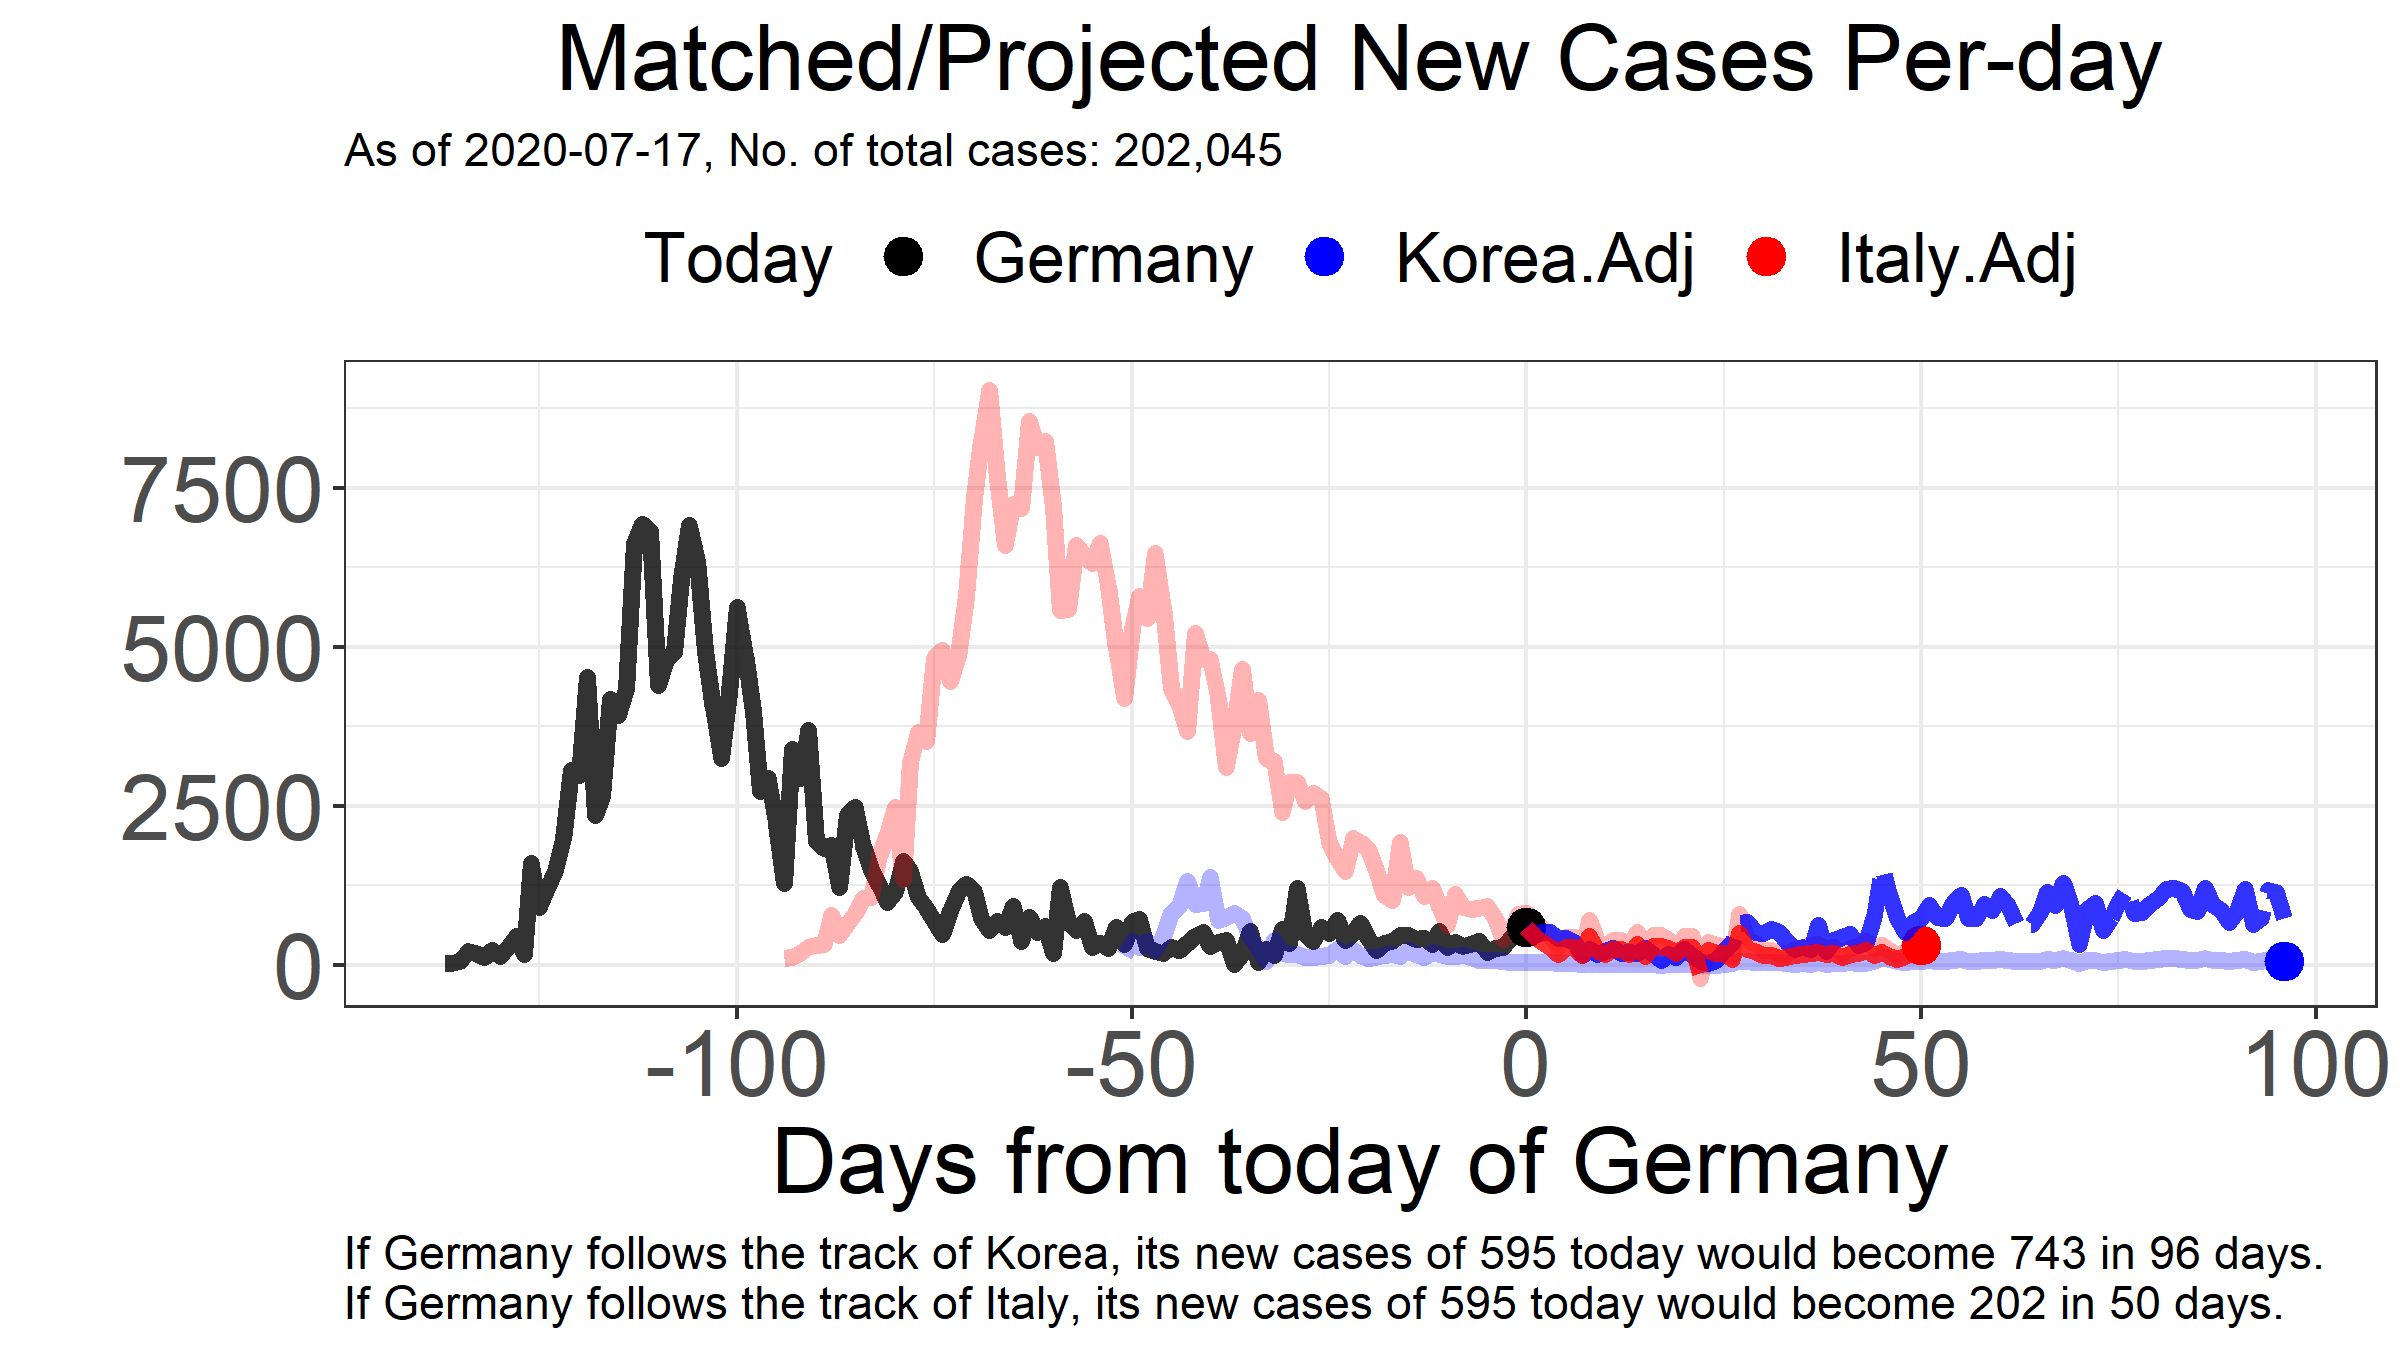 Matched/Projected New Cases Per-day
As of 2020-07-17, No. of total cases: 202,045
Today Germany Korea.Adj Italy.Adj
7500
5000
2500
0
-100 -50 0 50 100
Days from today of Germany
If Germany follows the track of Korea, its new cases of 595 today would become 743 in 96 days.
If Germany follows the track of Italy, its new cases of 595 today would become 202 in 50 days.